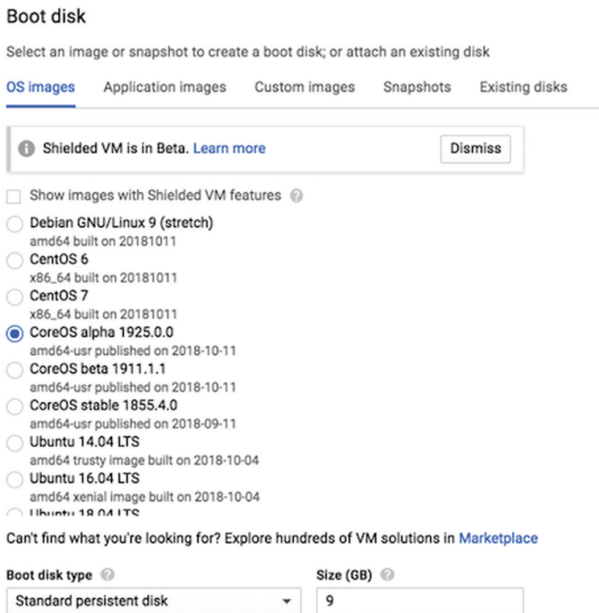 Boot disk
Select an image or snapshot to create a boot disk; or attach an existing disk
OS images Application images Custom images Snapshots Existing disks
Shielded VM is in Beta. Learn more Dismiss
Show images with Shielded VM features
Debian GNU/Linux 9 (stretch)
amd64 built on 20181011
CentOS 6
x86_64 built on 20181011
CentOS 7
x86_64 built on 20181011
CoreOS alpha 1925.0.0
amd64-usr published on 2018-10-11
CoreOS beta 1911.1.1
amd64-usr published on 2018-10-11
CoreOS stable 1855.4.0
amd64-usr published on 2018-09-11
Ubuntu 14.04 LTS
amd64 trusty image built on 2018-10-04
Ubuntu 16.04 LTS
amd64 xenial image built on 2018-10-04
Ubuntu 18.04 LTS
Can't find what you're looking for? Explore hundreds of VM solutions in Marketplace
Boot disk type ? Size (GB) ?
Standard persistent disk 9